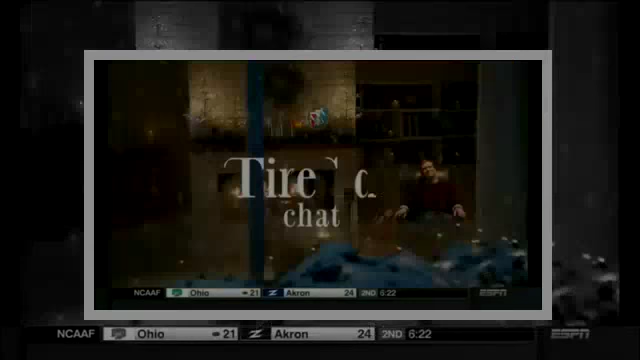 Tire
chat
NCAAF Ohio 21 Akron 24 2ND 6:22 ESPN
NCAAF Ohio 21 Akron 24 2ND 6:22 ESPN